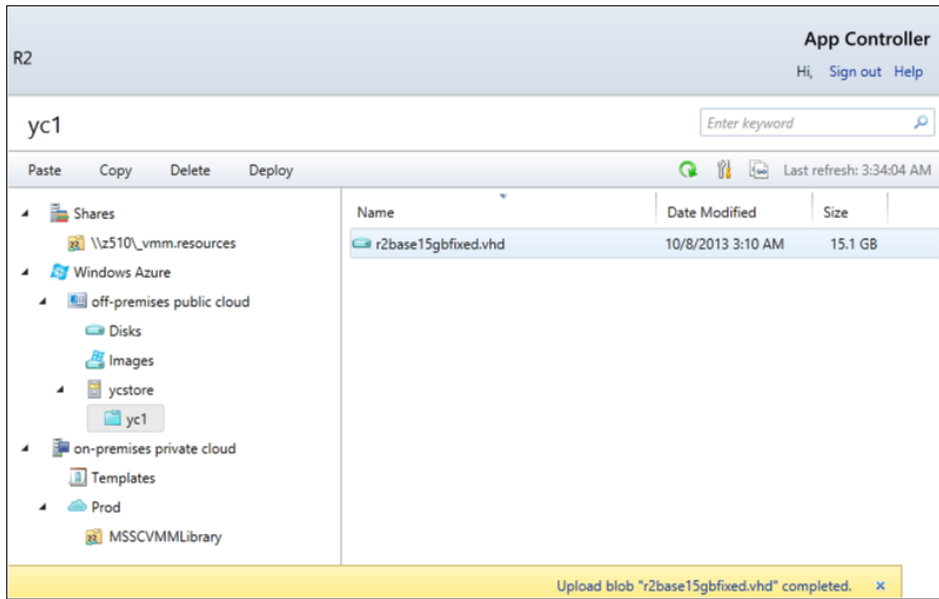 App Controller
R2
Hi, Sign out Help
yc1
Enter keyword
Paste Copy Delete Deploy
Last refresh: 3:34:04 AM
Shares
\\z510\_vmm.resources
Windows Azure
off-premises public cloud
Disks
Images
ycstore
yc1
on-premises private cloud
Templates
Prod
MSSCVMMLibrary
Name Date Modified Size
r2base15gbfixed.vhd 10/8/2013 3:10 AM 15.1 GB
Upload blob "r2base15gbfixed.vhd" completed. ×